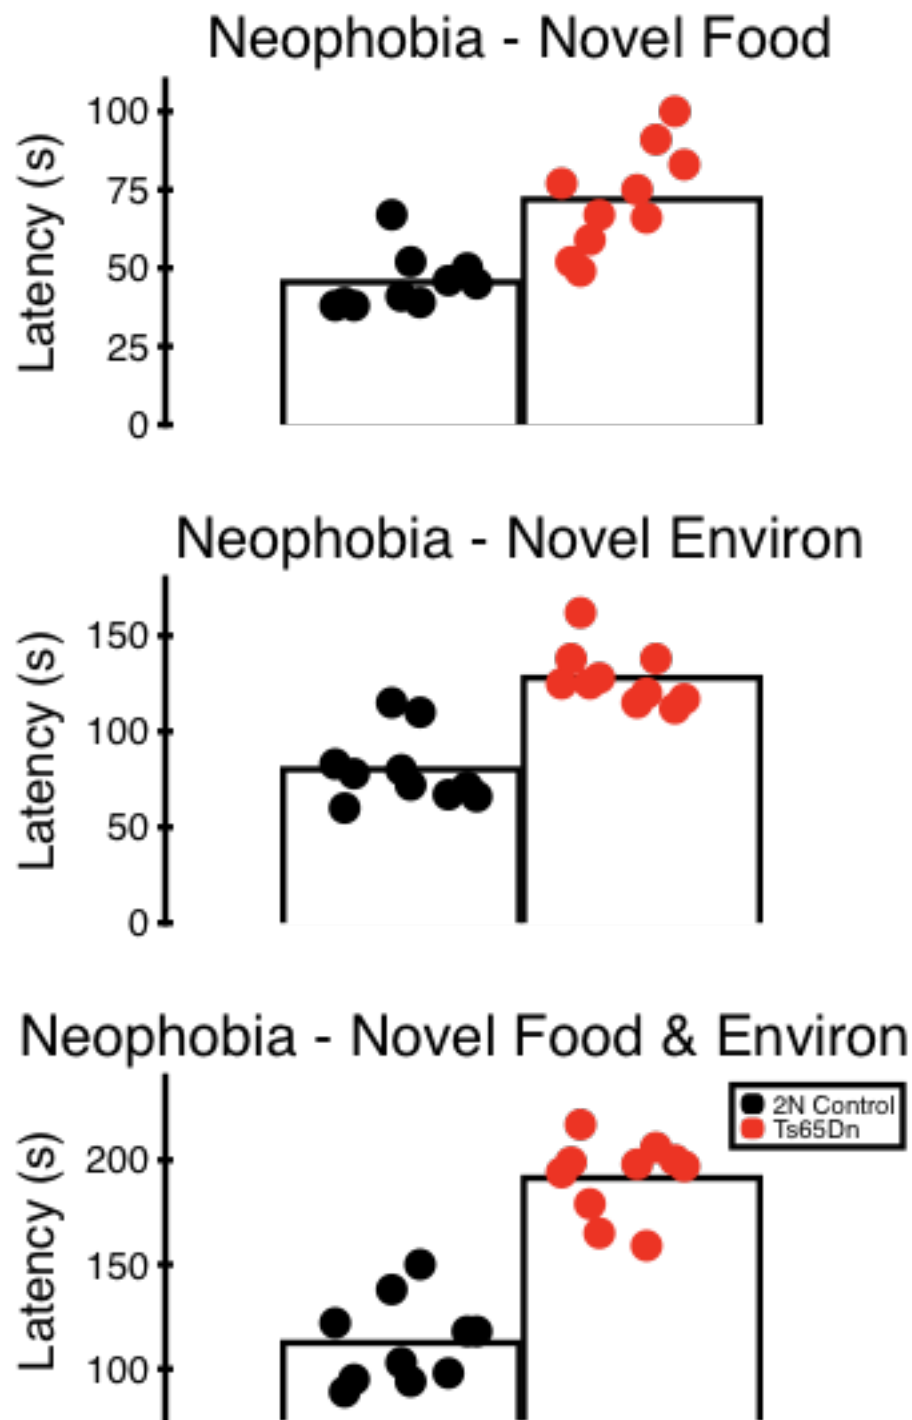 Neophobia - Novel Food
Latency (s)
100
75
50
25
0
Neophobia - Novel Environ
Latency (s)
150
100
50
0
Neophobia - Novel Food & Environ
2N Control
Ts65Dn
Latency (s)
200
150
100